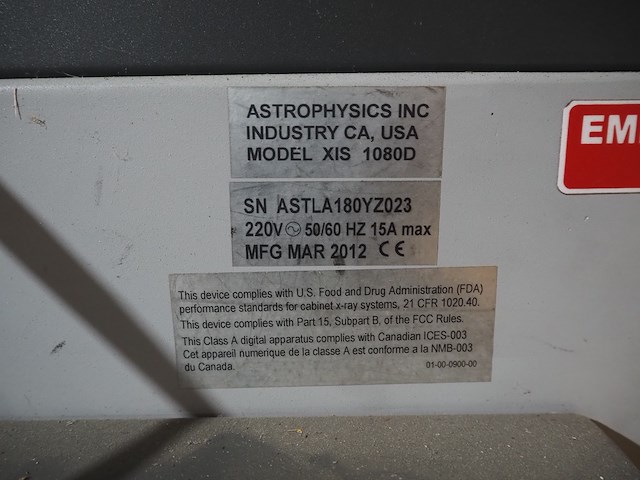 ASTROPHYSICS INC
INDUSTRY CA, USA
MODEL XIS 1080D
EM
SN ASTLA180YZ023
220V 50/60 HZ 15A max
MFG MAR 2012 CE
This device complies with U.S. Food and Drug Administration (FDA)
performance standards for cabinet x-ray systems, 21 CFR 1020.40.
This device complies with Part 15, Subpart B, of the FCC Rules.
This Class A digital apparatus complies with Canadian ICES-003
Cet appareil numerique de la classe A est conforme a la NMB-003
du Canada.
01-00-0900-00